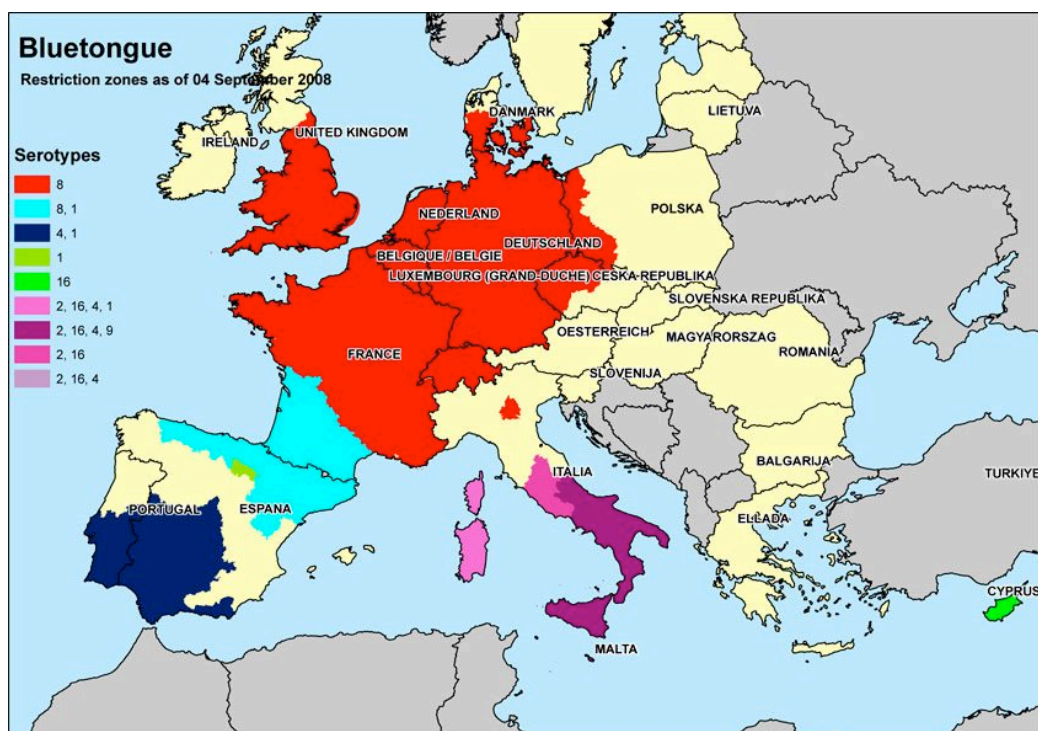 Bluetongue
Restriction zones as of 04 September 2008
Serotypes
8
8, 1
4, 1
1
16
2, 16, 4, 1
2, 16, 4, 9
2, 16
2, 16, 4
IRELAND
UNITED KINGDOM
DANMARK
LIETUVA
NEDERLAND
POLSKA
DEUTSCHLAND
BELGIQUE / BELGIE
LUXEMBOURG (GRAND-DUCHE)
CESKA REPUBLIKA
SLOVENSKA REPUBLIKA
OESTERREICH
MAGYARORSZAG
FRANCE
ROMANIA
SLOVENIJA
BALGARIJA
ITALIA
TURKIYE
PORTUGAL
ESPANA
ELLADA
CYPRUS
MALTA